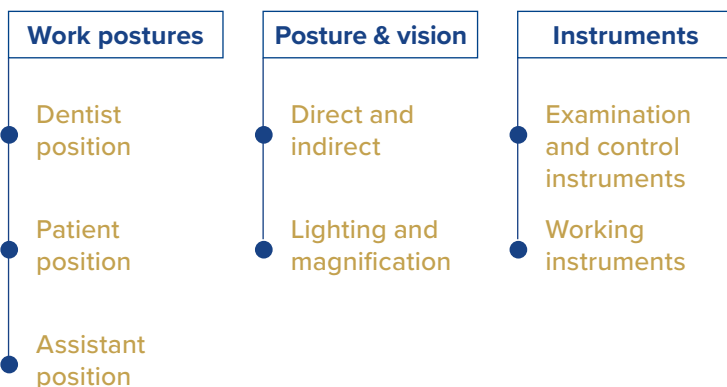 Work postures
Dentist
position
Patient
position
Assistant
position
Posture & vision
Direct and
indirect
Lighting and
magnification
Instruments
Examination
and control
instruments
Working
instruments